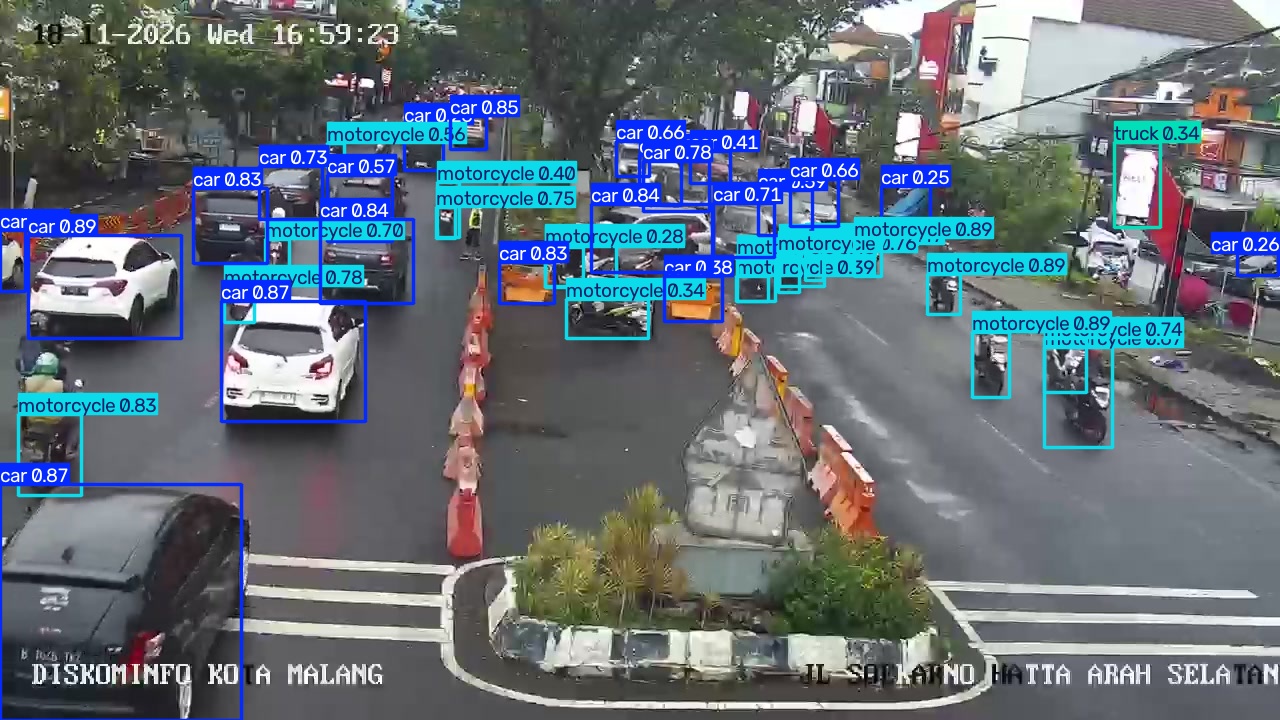 18-11-2026 Wed 16:59:23
car 0.85
motorcycle 0.56
car 0.66
car 0.41
truck 0.34
car 0.73
car 0.57
car 0.78
motorcycle 0.40
car 0.66
car 0.25
car 0.83
motorcycle 0.75
car 0.84
car 0.71
car 0.84
car 0.89
motorcycle 0.70
motorcycle 0.28
motorcycle 0.89
car 0.26
car 0.83
car 0.38
motorcycle 0.89
motorcycle 0.78
car 0.87
motorcycle 0.34
motorcycle 0.89
motorcycle 0.83
car 0.87
DISKOMINFO KOTA MALANG
JL SOEKARNO HATTA ARAH SELATAN